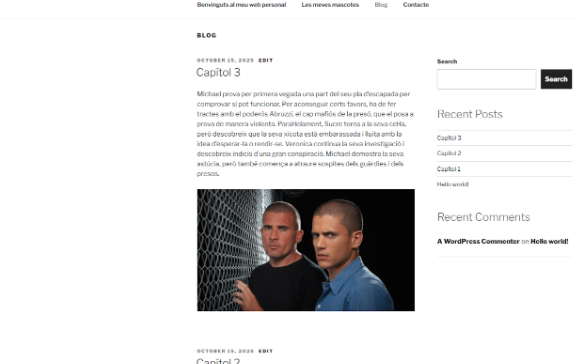 Benvinguts al meu web personal Les meves mascotes Blog Contacte
BLOG
OCTOBER 15, 2025 EDIT
Capítol 3
Michael prova per primera vegada una part del seu pla d'escapada per
comprovar si pot funcionar. Per aconseguir certs favors, ha de fer
tractes amb el poderós Abruzzi, el cap mafiós de la presó, que el posa a
prova de manera violenta. Paral·lelament, Sucre torna a la seva cel·la,
però descobreix que la seva xicota està embarassada i lluita amb la
idea d'esperar-la o rendir-se. Veronica continua la seva investigació i
descobreix indicis d'una gran conspiració. Michael demostra la seva
astúcia, però també comença a atraure sospites dels guàrdies i dels
presos.
Search
Search
Recent Posts
Capítol 3
Capítol 2
Capítol 1
Hello world!
Recent Comments
A WordPress Commenter on Hello world!
OCTOBER 15, 2025 EDIT
Capítol 2